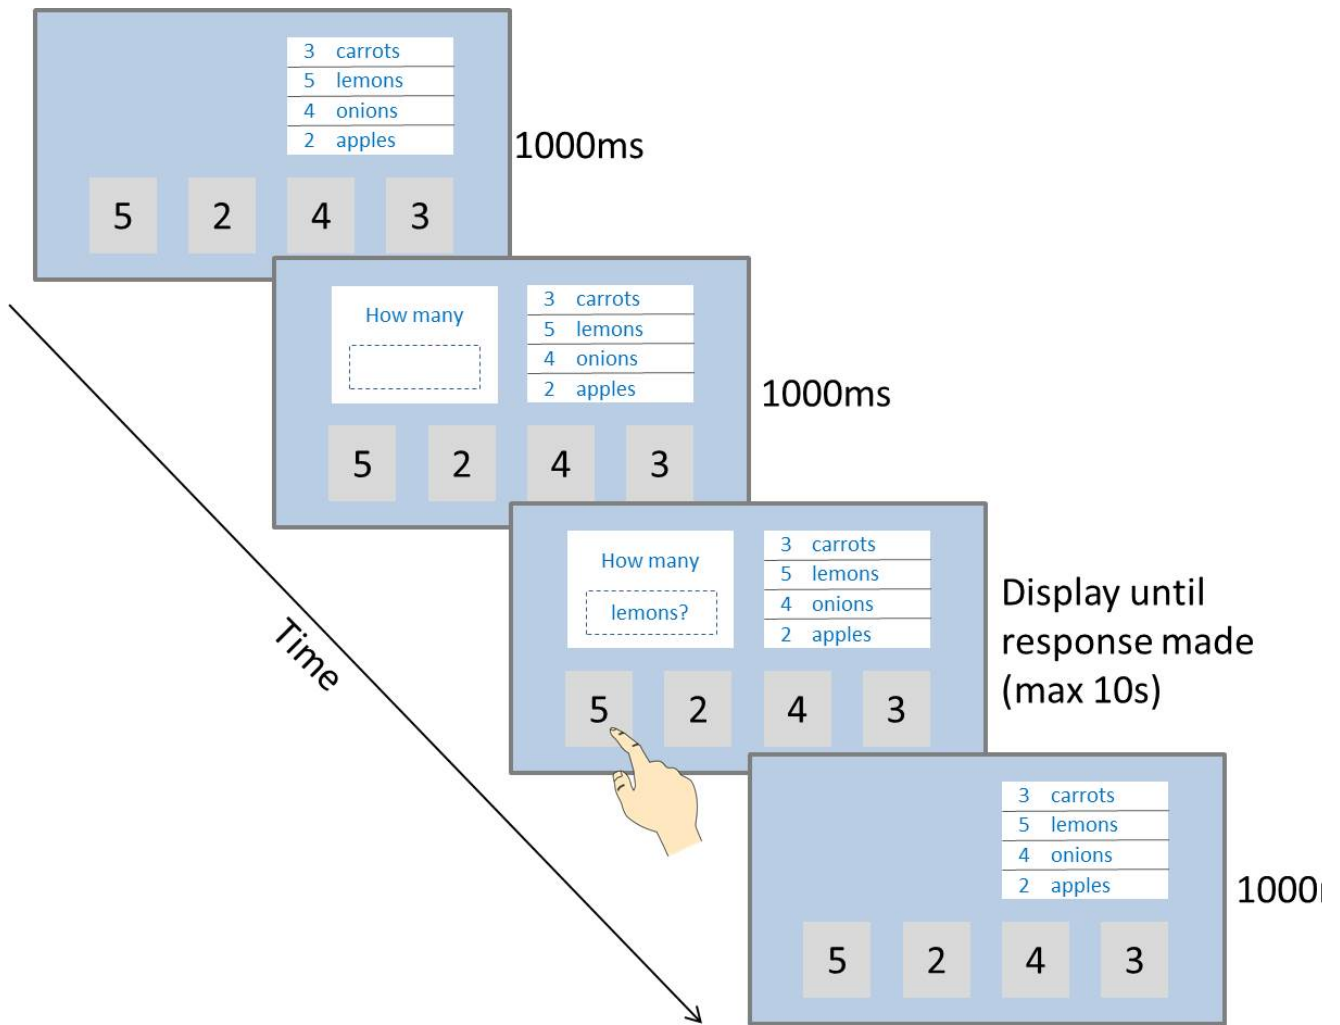 3 carrots
5 lemons
4 onions
2 apples
1000ms
5 2 4 3
How many
3 carrots
5 lemons
4 onions
2 apples
1000ms
5 2 4 3
How many
lemons?
3 carrots
5 lemons
4 onions
2 apples
Display until
response made
(max 10s)
5 2 4 3
Time
3 carrots
5 lemons
4 onions
2 apples
1000
5 2 4 3